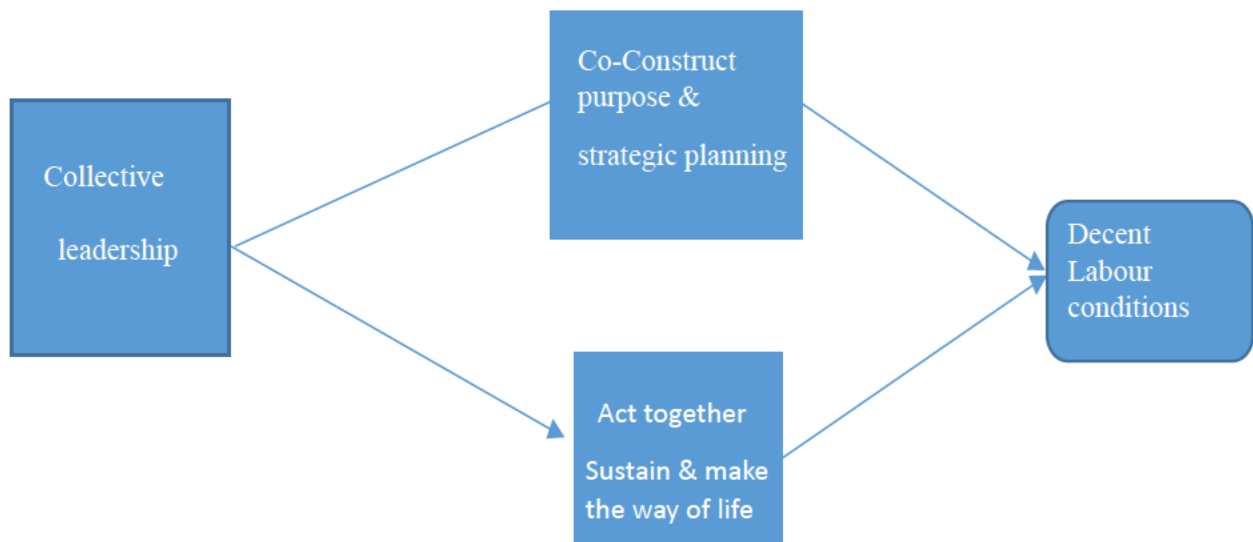 Collective
leadership
Co-Construct
purpose &
strategic planning
Act together
Sustain & make
the way of life
Decent
Labour
conditions